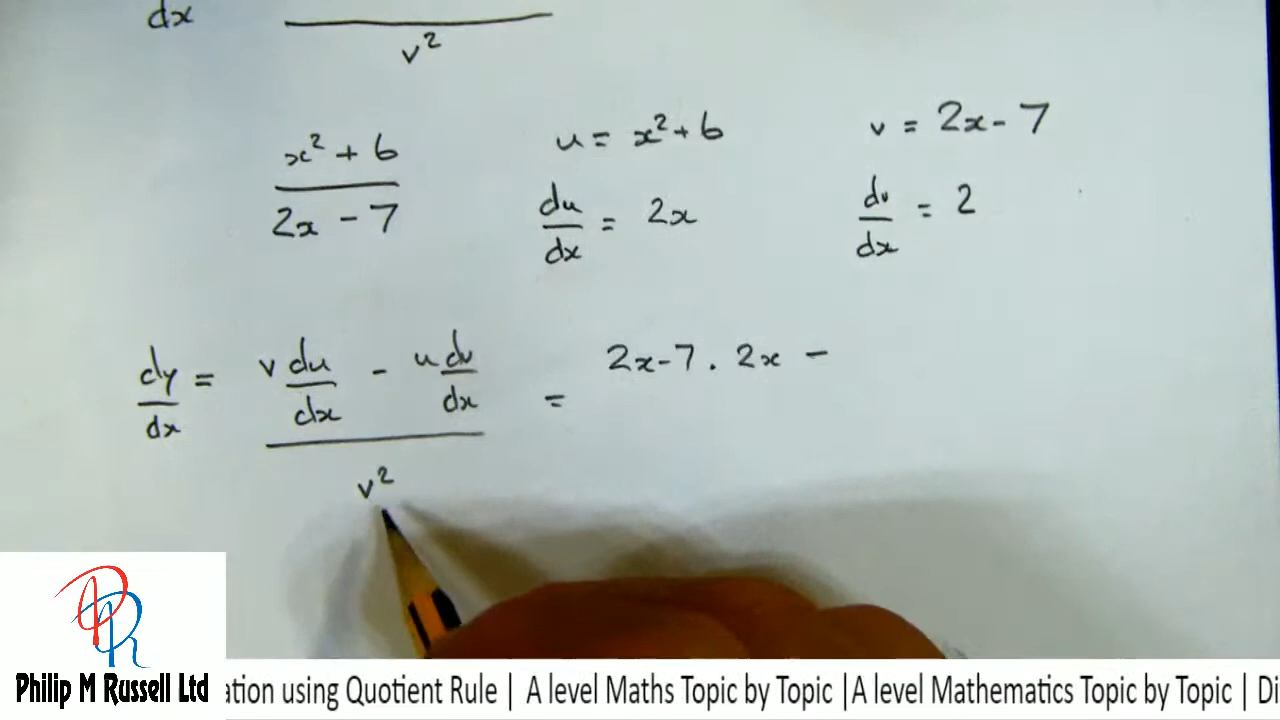 dx
v²
x² + 6 u = x² + 6 v = 2x - 7
2x - 7 du = 2x dv = 2
dx dx
dy = v du - u dv = 2x - 7 . 2x -
dx dx dx
v²
Philip M Russell Ltd
ation using Quotient Rule | A level Maths Topic by Topic |A level Mathematics Topic by Topic | Di